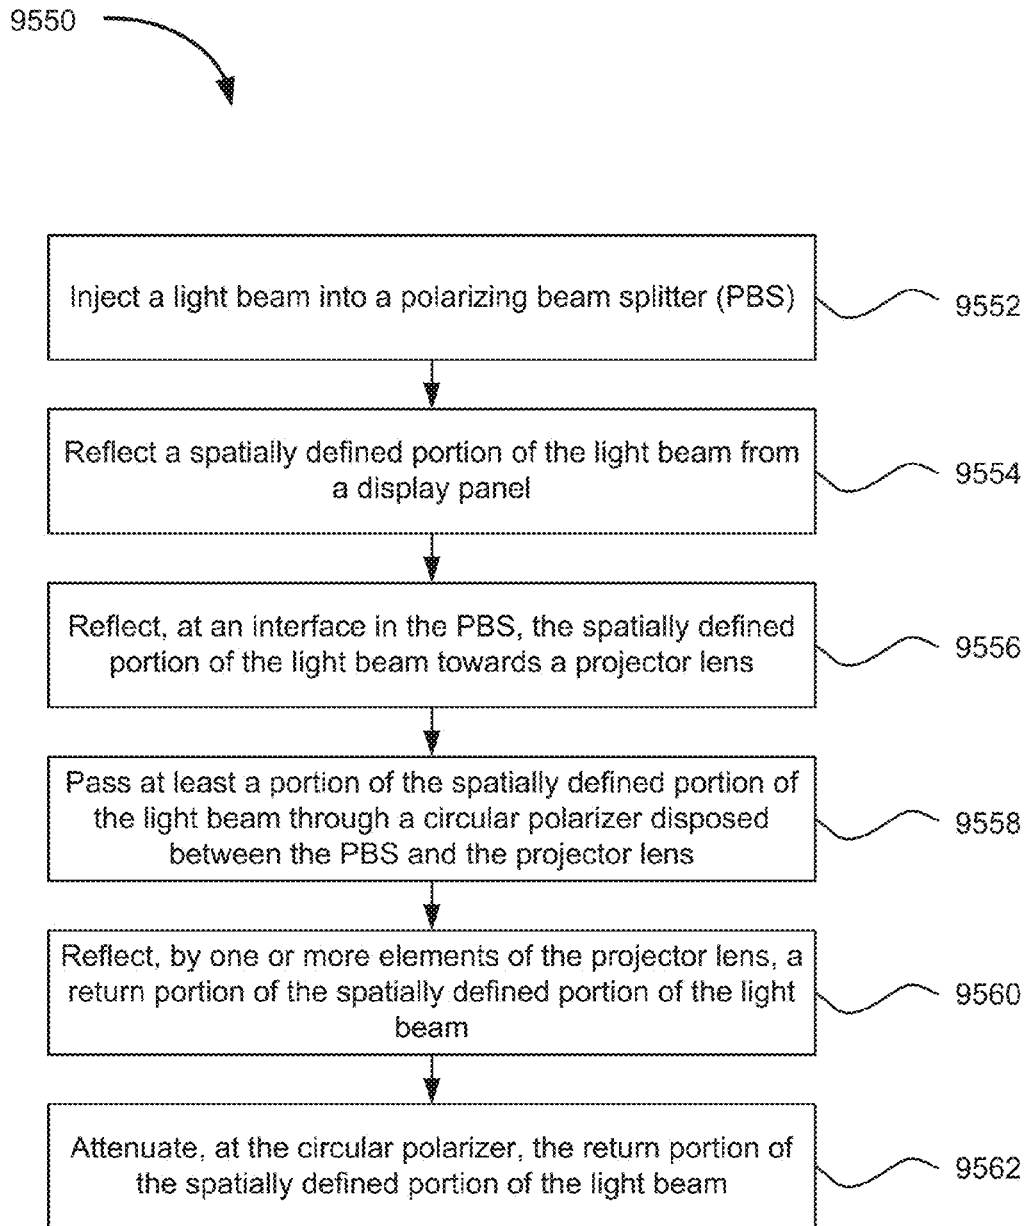 9550
Inject a light beam into a polarizing beam splitter (PBS)
9552
Reflect a spatially defined portion of the light beam from
a display panel
9554
Reflect, at an interface in the PBS, the spatially defined
portion of the light beam towards a projector lens
9556
Pass at least a portion of the spatially defined portion of
the light beam through a circular polarizer disposed
between the PBS and the projector lens
9558
Reflect, by one or more elements of the projector lens, a
return portion of the spatially defined portion of the light
beam
9560
Attenuate, at the circular polarizer, the return portion of
the spatially defined portion of the light beam
9562